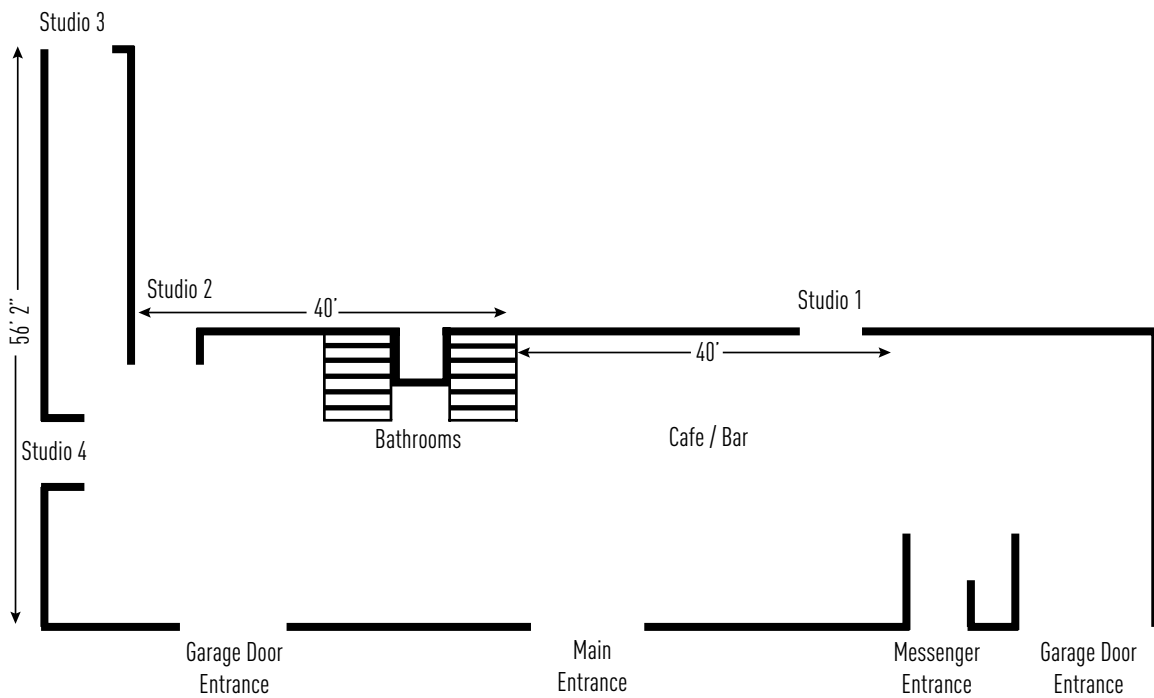 Studio 3
56’ 2”
Studio 2
40’
Studio 1
40’
Bathrooms
Cafe / Bar
Studio 4
Garage Door
Entrance
Main
Entrance
Messenger
Entrance
Garage Door
Entrance